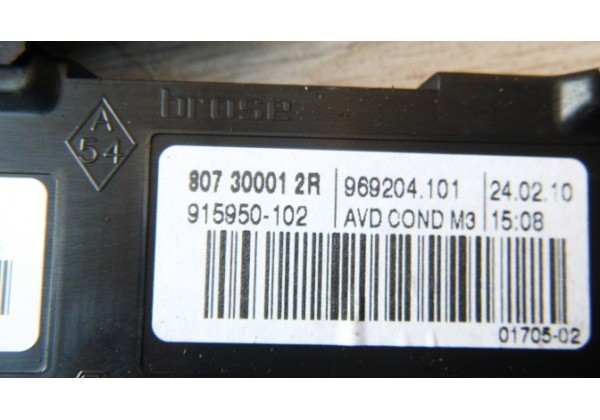 brose
A
54
807 30001 2R 969204.101 24.02.10
915950-102 AVD COND M3 15:08
01705-02